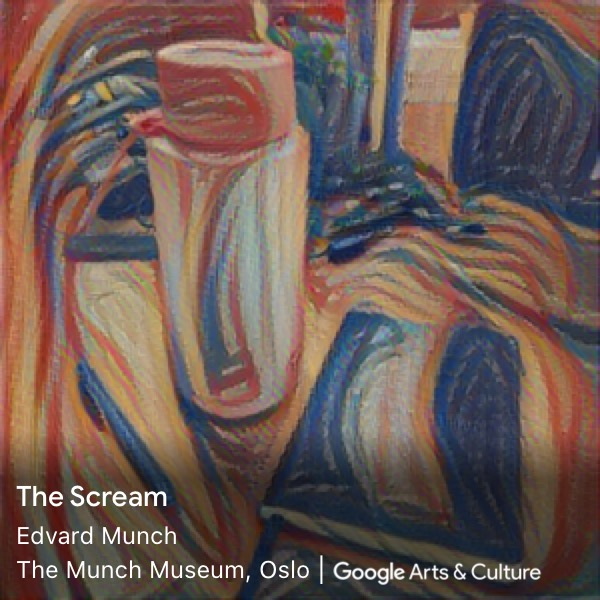 The Scream
Edvard Munch
The Munch Museum, Oslo | Google Arts & Culture